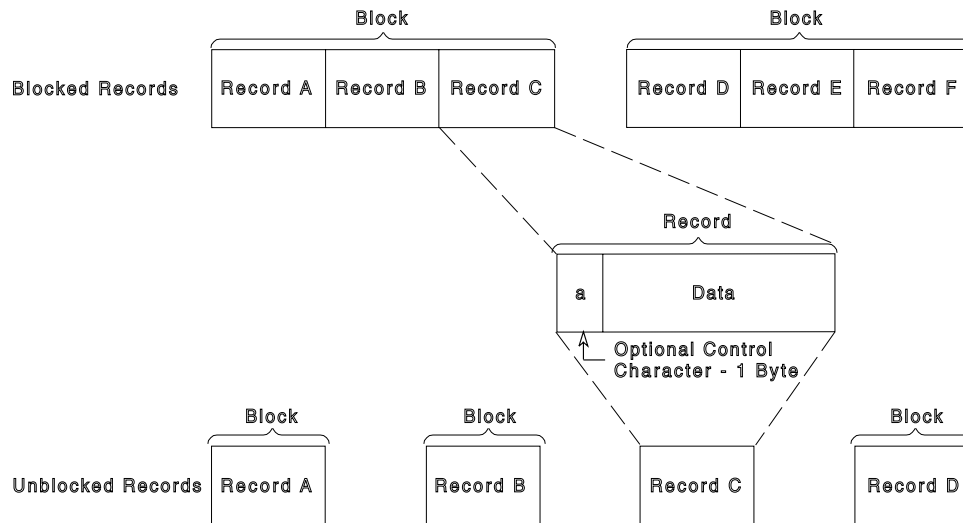 Block Block
Blocked Records Record A Record B Record C Record D Record E Record F
Record
a Data
Optional Control
Character - 1 Byte
Block Block Block
Unblocked Records Record A Record B Record C Record D